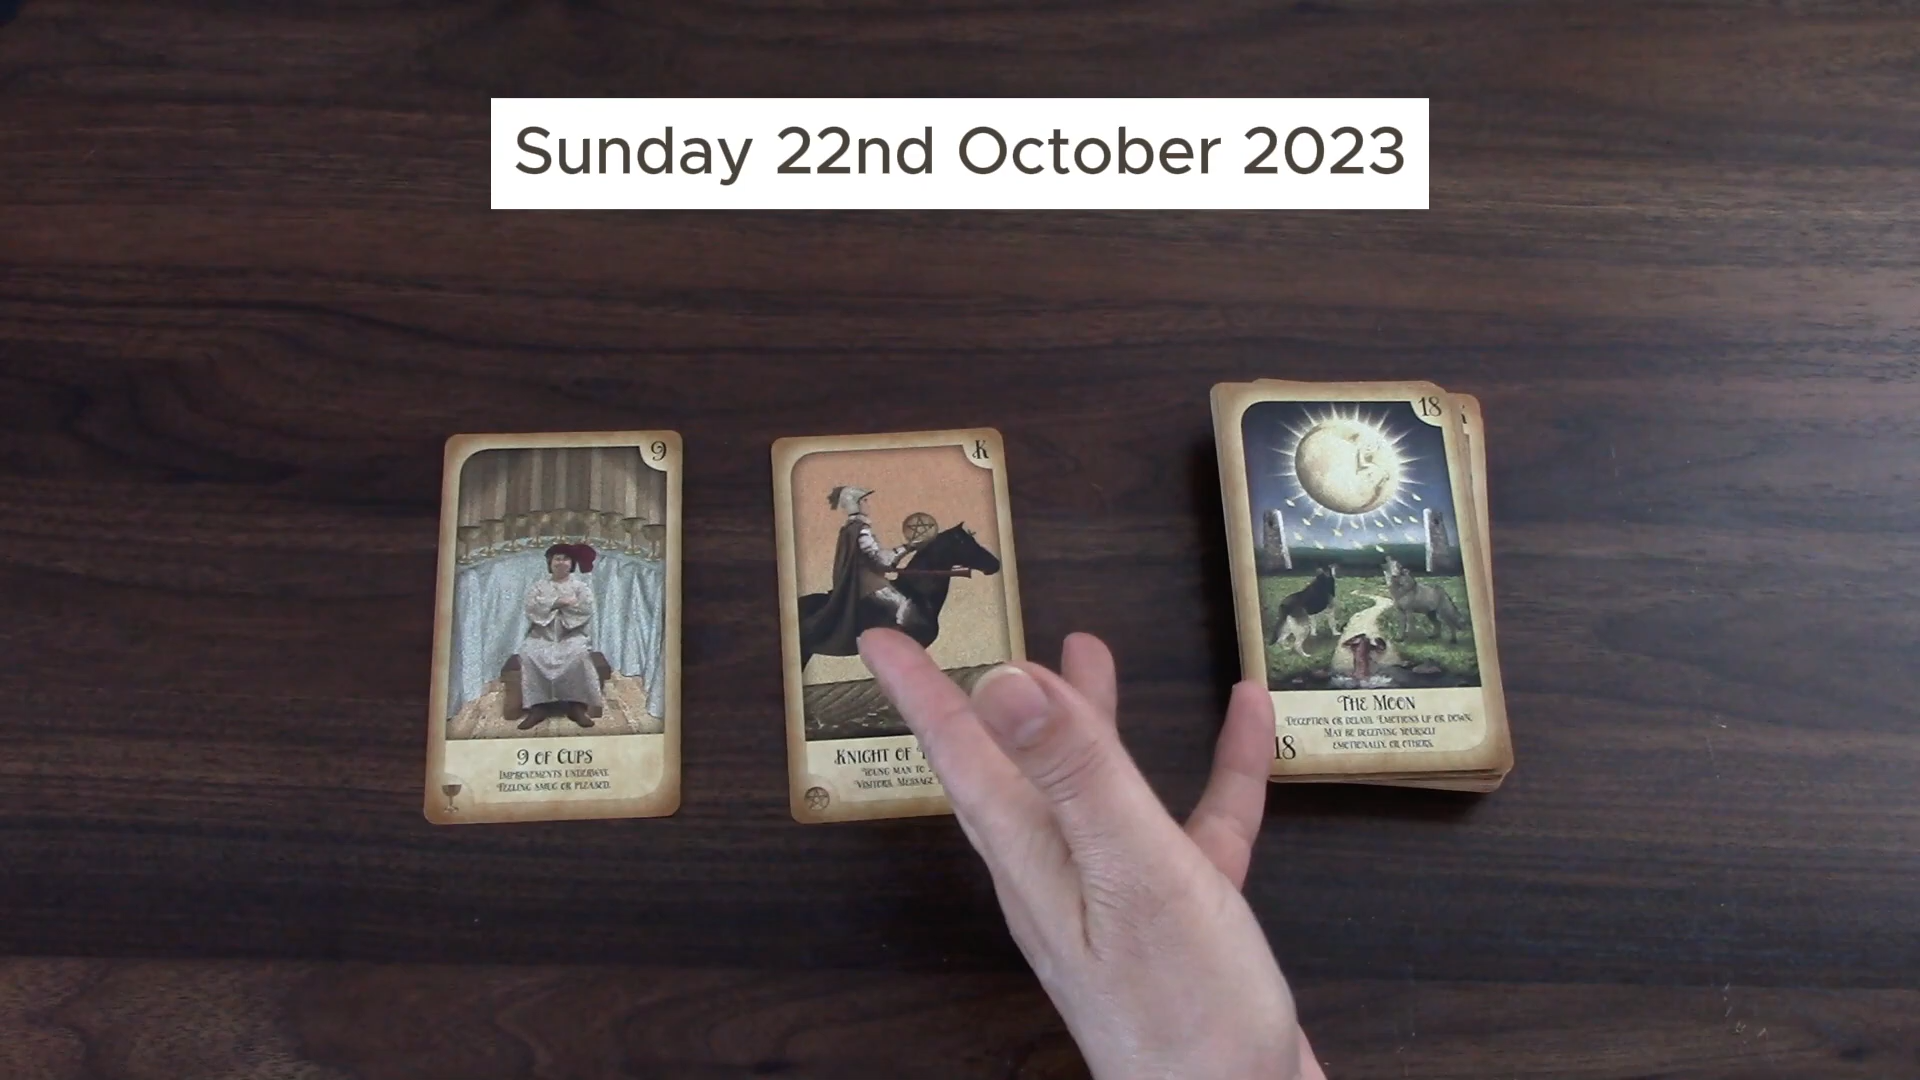 Sunday 22nd October 2023
9
9 of Cups
Improvements underway.
Feeling smug or pleased.
K
Knight of
Young man to
Visitors. Message
18
The Moon
Deception or delays. Emotions up or down.
May be deceiving yourself
emotionally, or others.
18